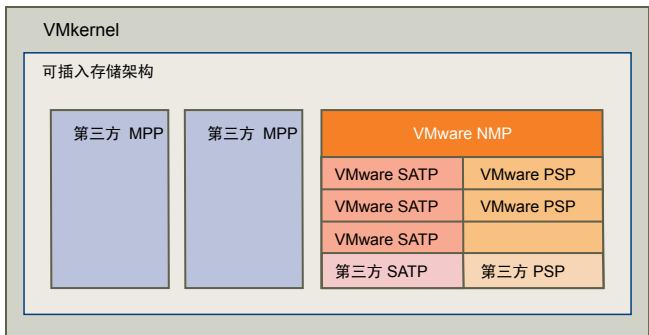 VMkernel
可插入存储架构
第三方 MPP
第三方 MPP
VMware NMP
VMware SATP
VMware PSP
VMware SATP
VMware PSP
VMware SATP
第三方 SATP
第三方 PSP